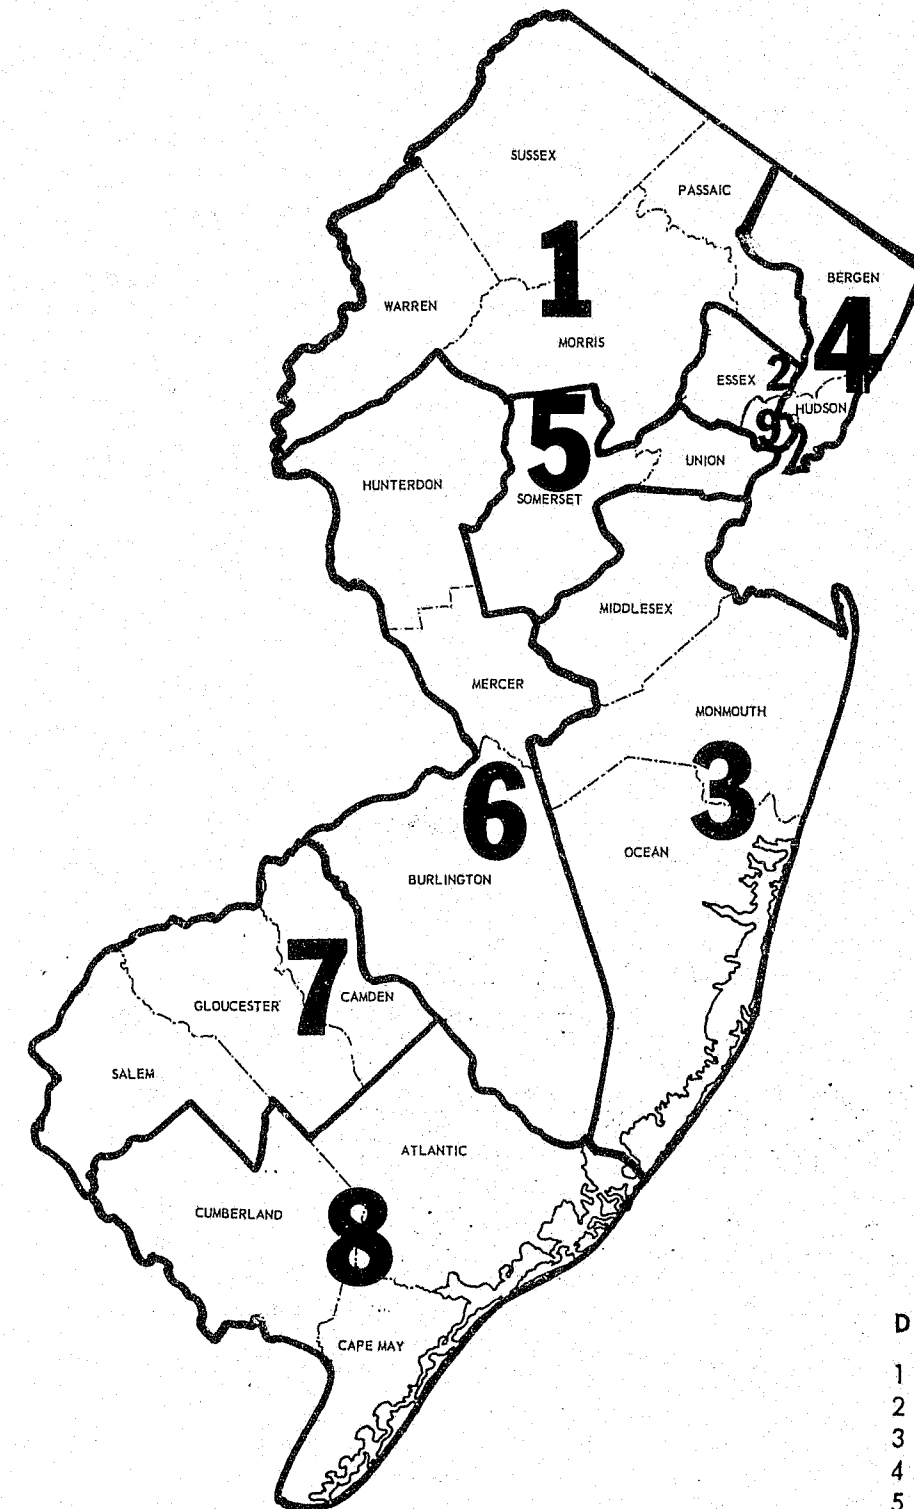 SUSSEX
PASSAIC
1
BERGEN
WARREN
MORRIS
4
ESSEX
2
HUDSON
9
5
UNION
2
HUNTERDON
SOMERSET
MIDDLESEX
MERCER
MONMOUTH
3
6
OCEAN
BURLINGTON
7
CAMDEN
GLOUCESTER
SALEM
ATLANTIC
CUMBERLAND
8
CAPE MAY
D
1
2
3
4
5